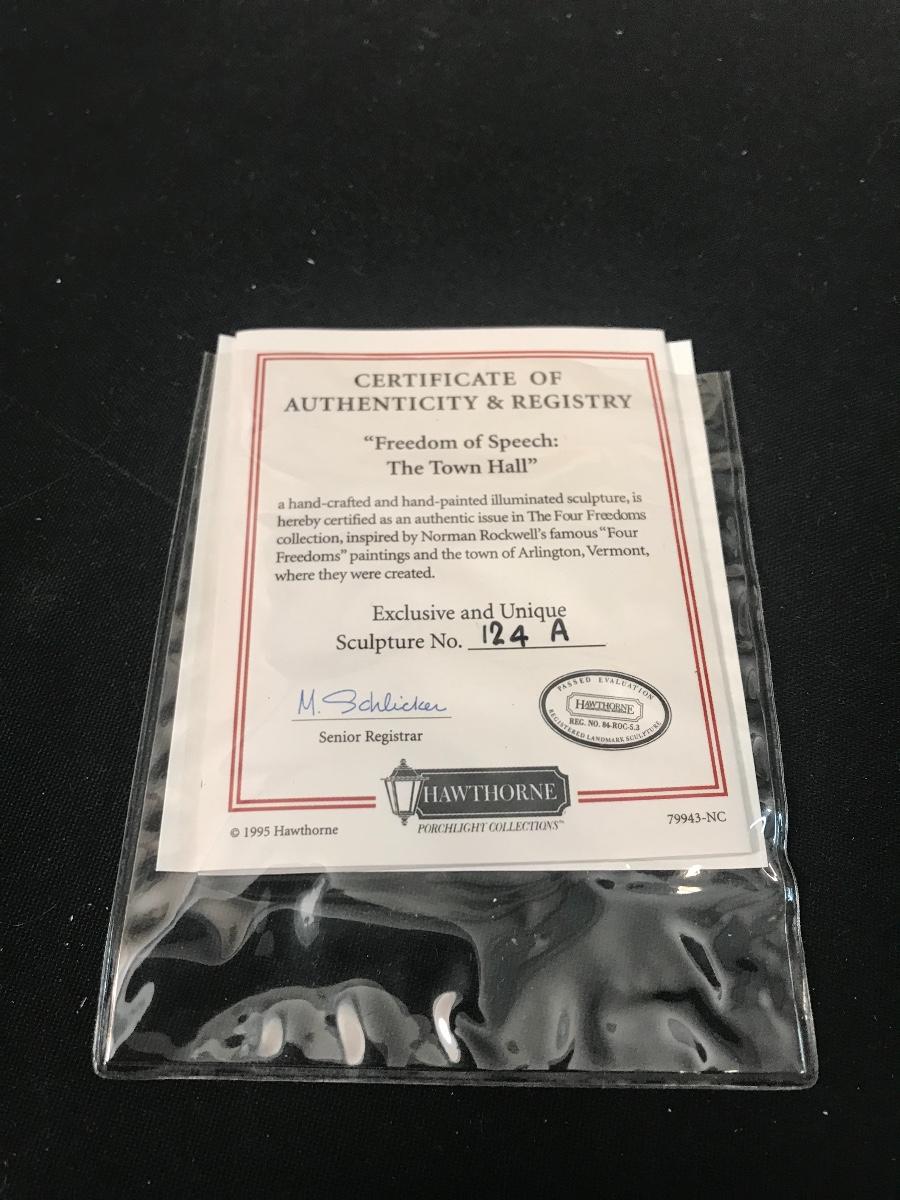 CERTIFICATE OF
AUTHENTICITY & REGISTRY
“Freedom of Speech:
The Town Hall”
a hand-crafted and hand-painted illuminated sculpture, is
hereby certified as an authentic issue in The Four Freedoms
collection, inspired by Norman Rockwell's famous “Four
Freedoms” paintings and the town of Arlington, Vermont,
where they were created.
Exclusive and Unique
Sculpture No. 124 A
M. Schlicker
Senior Registrar
PASSED EVALUATION
HAWTHORNE
REG. NO. 84-ROC-5.3
REGISTERED LANDMARK SCULPTURE
HAWTHORNE
PORCHLIGHT COLLECTIONS™
© 1995 Hawthorne
79943-NC